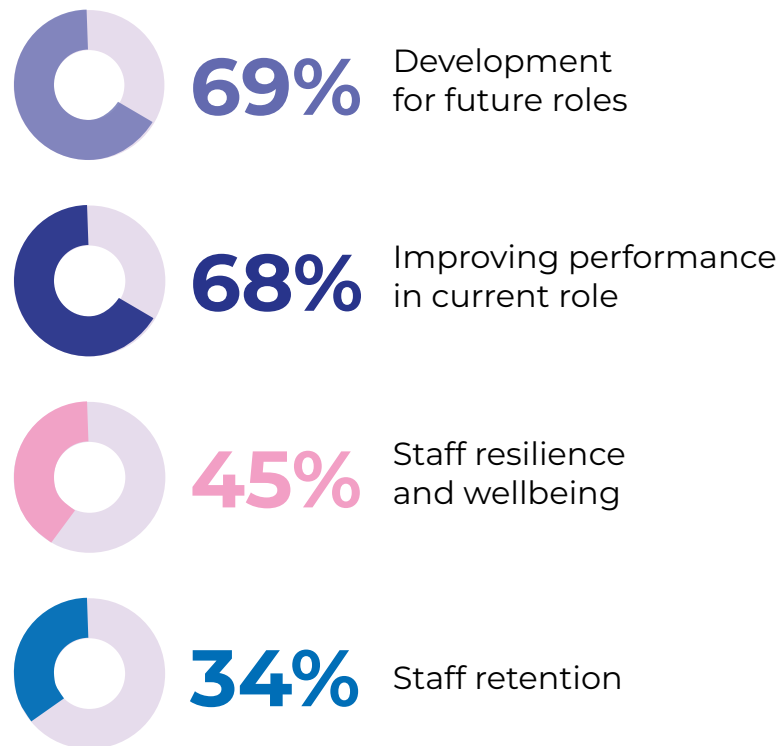 69%
Development
for future roles
68%
Improving performance
in current role
45%
Staff resilience
and wellbeing
34%
Staff retention